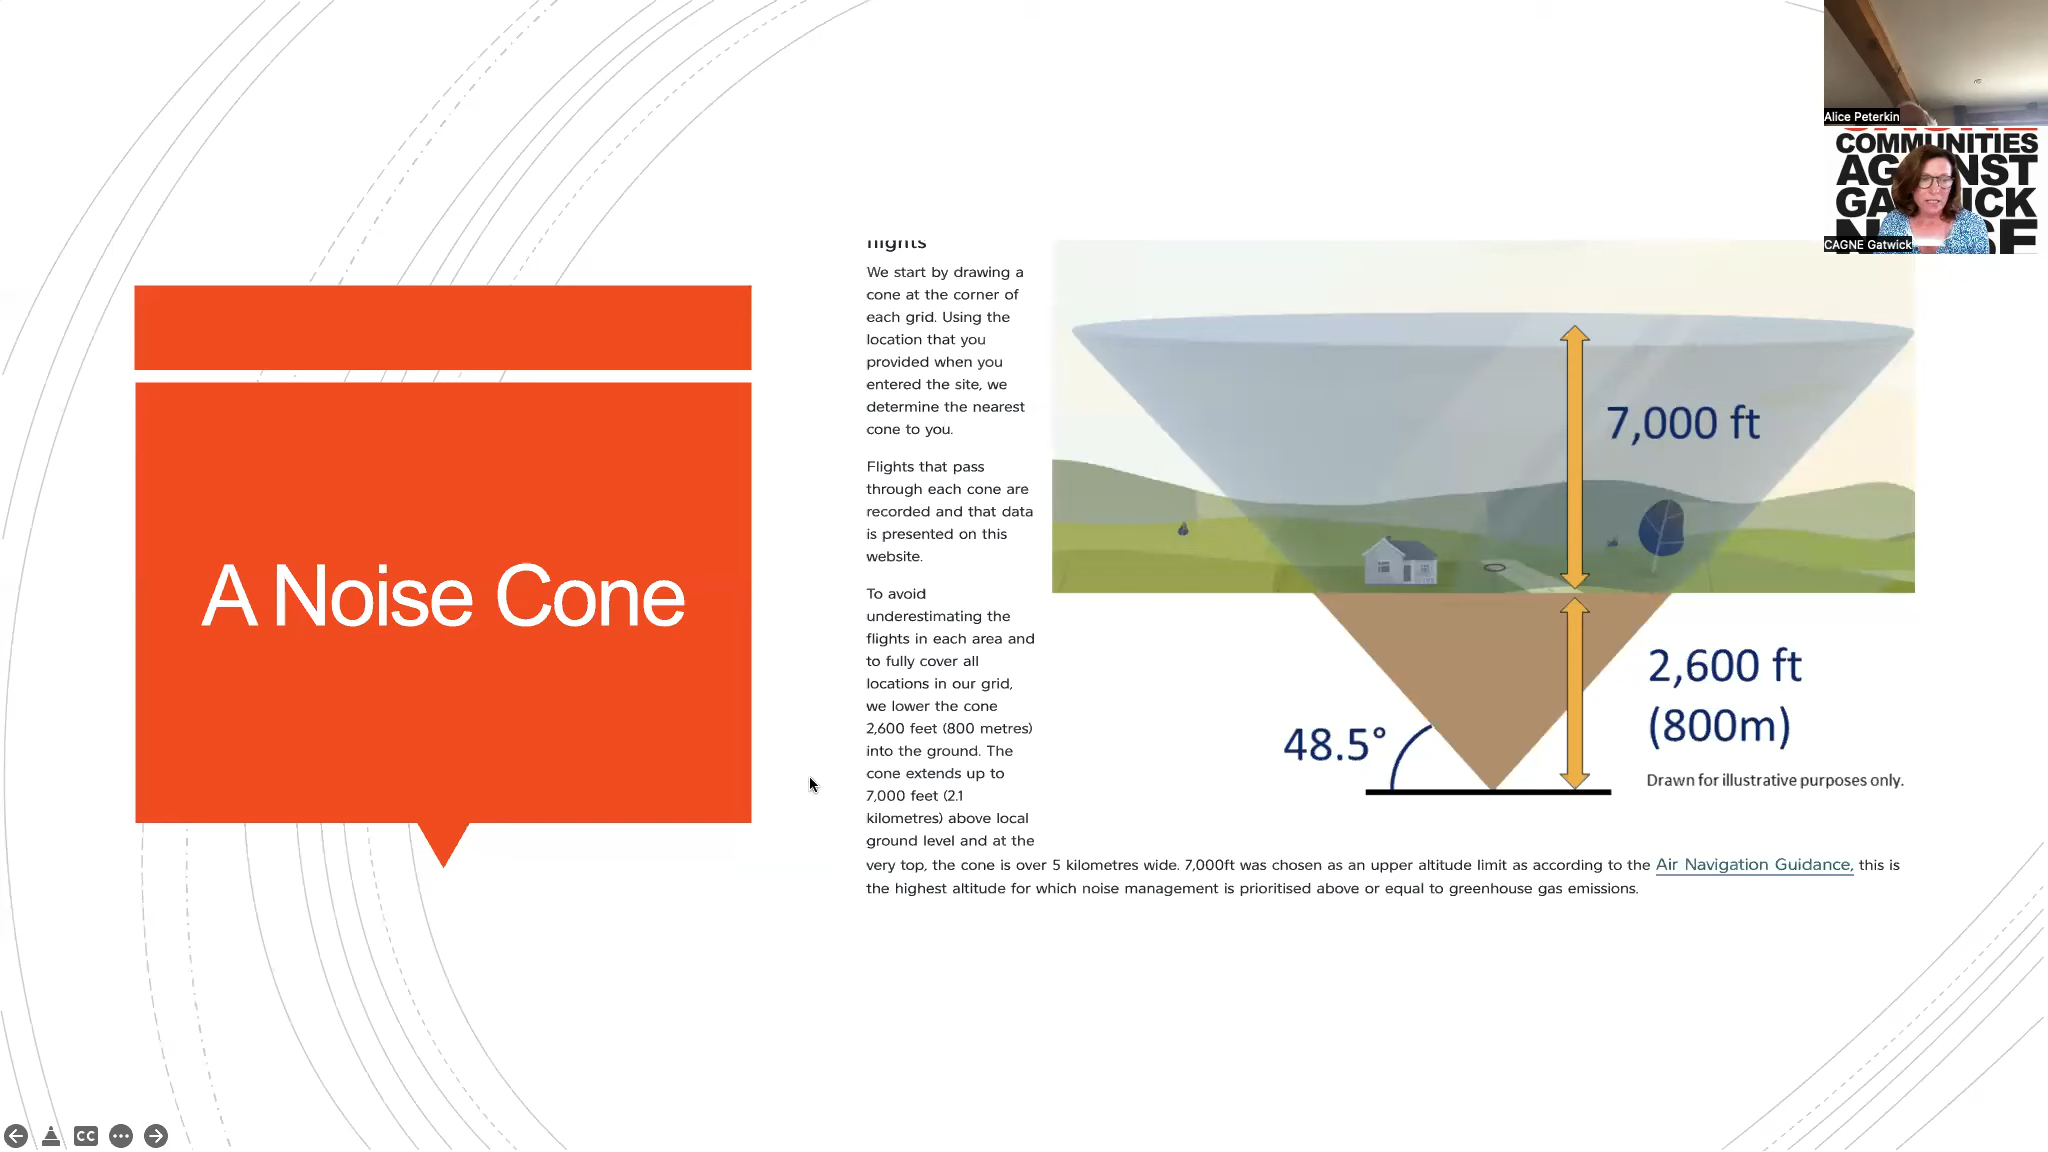 A Noise Cone
flights
We start by drawing a
cone at the corner of
each grid. Using the
location that you
provided when you
entered the site, we
determine the nearest
cone to you.
Flights that pass
through each cone are
recorded and that data
is presented on this
website.
To avoid
underestimating the
flights in each area and
to fully cover all
locations in our grid,
we lower the cone
2,600 feet (800 metres)
into the ground. The
cone extends up to
7,000 feet (2.1
kilometres) above local
ground level and at the
very top, the cone is over 5 kilometres wide. 7,000ft was chosen as an upper altitude limit as according to the Air Navigation Guidance, this is
the highest altitude for which noise management is prioritised above or equal to greenhouse gas emissions.
7,000 ft
2,600 ft
(800m)
48.5°
Drawn for illustrative purposes only.
Alice Peterkin
COMMUNITIES
CAGNE Gatwick
CC